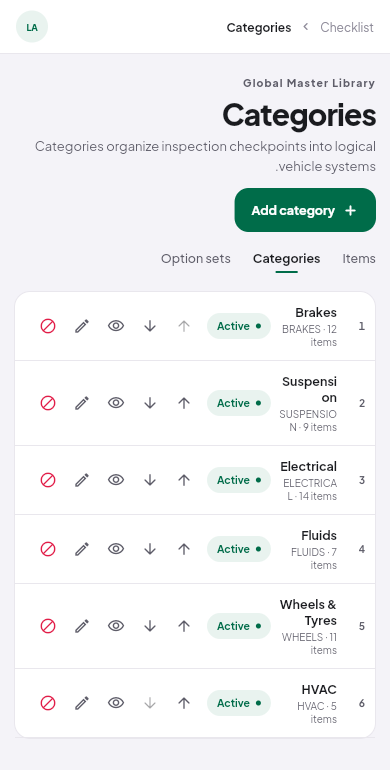 Checklist > Categories
LA
Global Master Library
Categories
Categories organize inspection checkpoints into logical
.vehicle systems
+ Add category
Items Categories Option sets
1 Brakes Active
BRAKES · 12
items
2 Suspensi Active
on
SUSPENSIO
N · 9 items
3 Electrical Active
ELECTRICA
L · 14 items
4 Fluids Active
FLUIDS · 7
items
5 Wheels & Active
Tyres
WHEELS · 11
items
6 HVAC Active
HVAC · 5
items